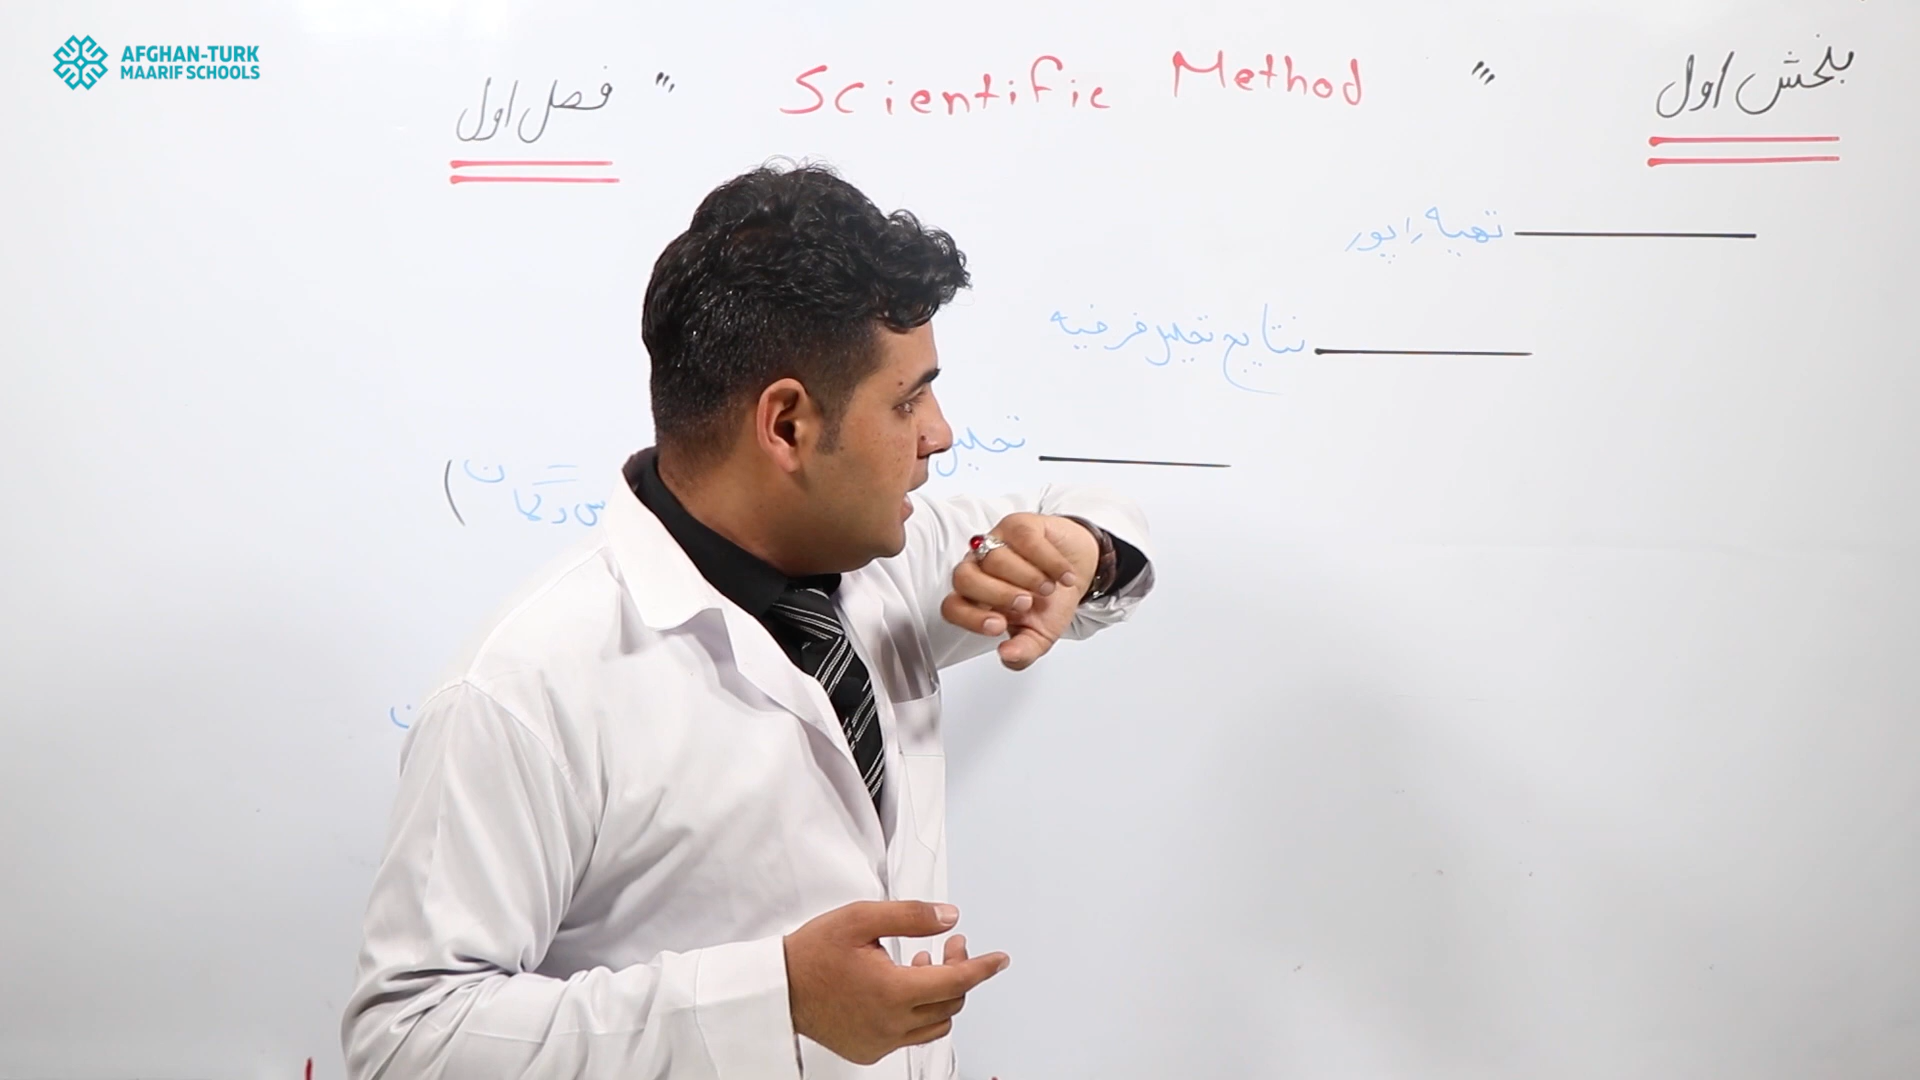 AFGHAN-TURK
MAARIF SCHOOLS
بخش اول
" Scientific Method "
فصل اول
تهیه راپور
نتایج تحلیل فرضیه
تحلیل